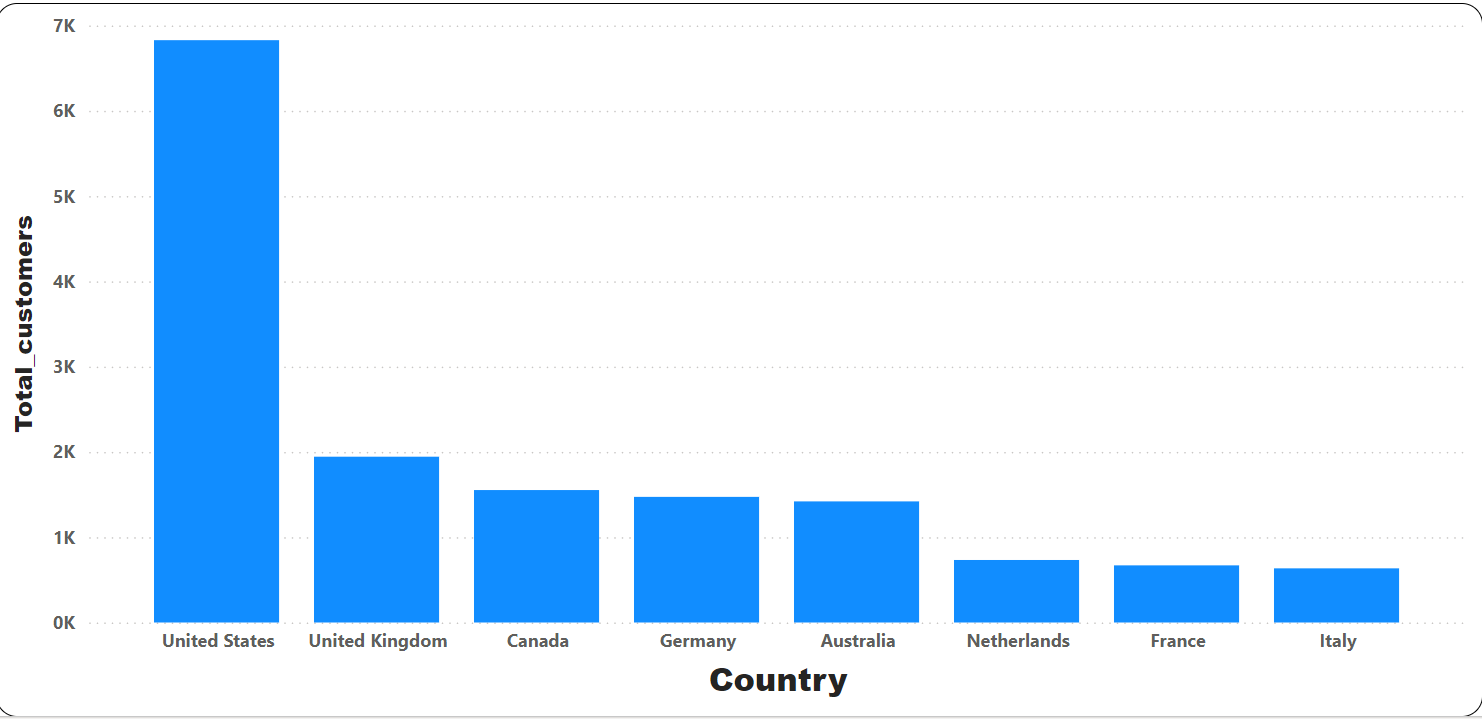 7K
6K
5K
4K
3K
2K
1K
0K
Total_customers
United States United Kingdom Canada Germany Australia Netherlands France Italy
Country